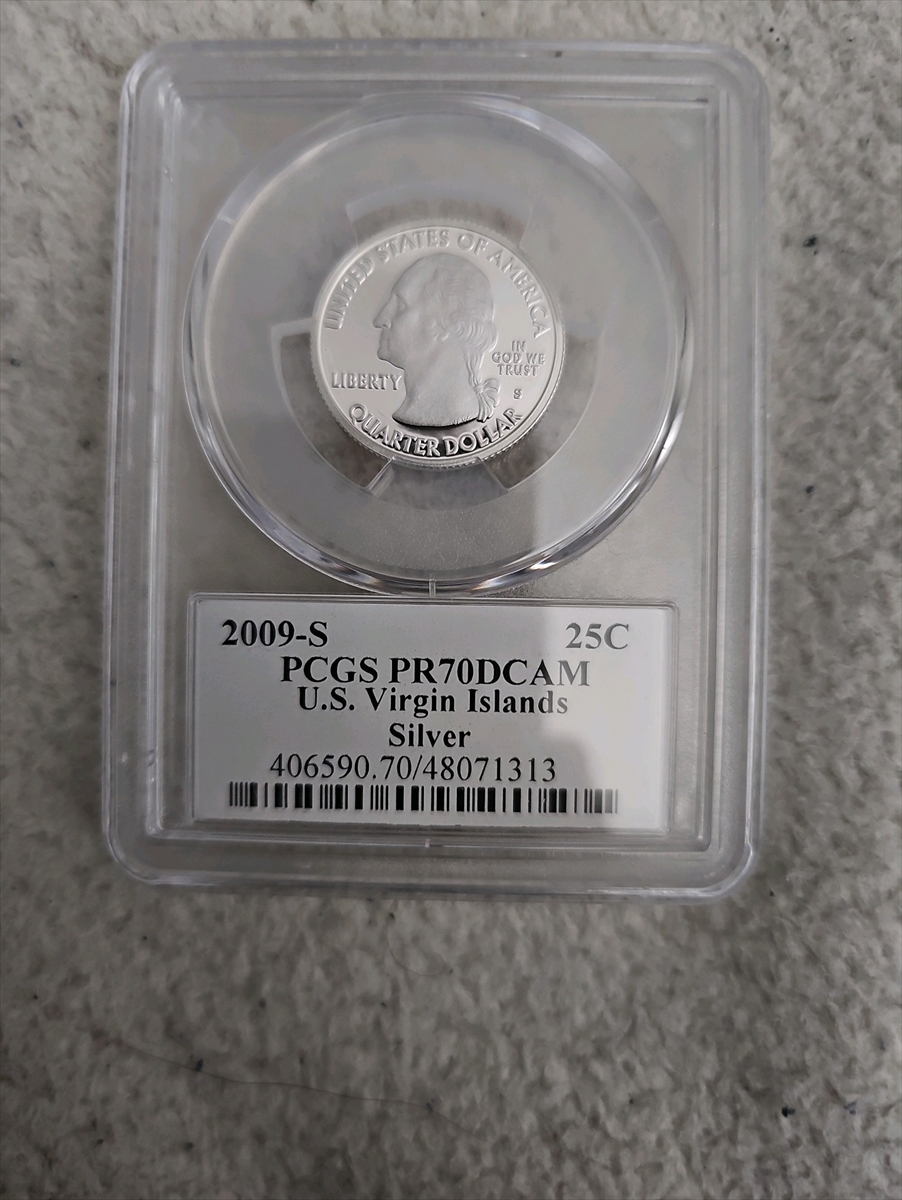 UNITED STATES OF AMERICA
IN
GOD WE
TRUST
LIBERTY
S
QUARTER DOLLAR
2009-S 25C
PCGS PR70DCAM
U.S. Virgin Islands
Silver
406590.70/48071313